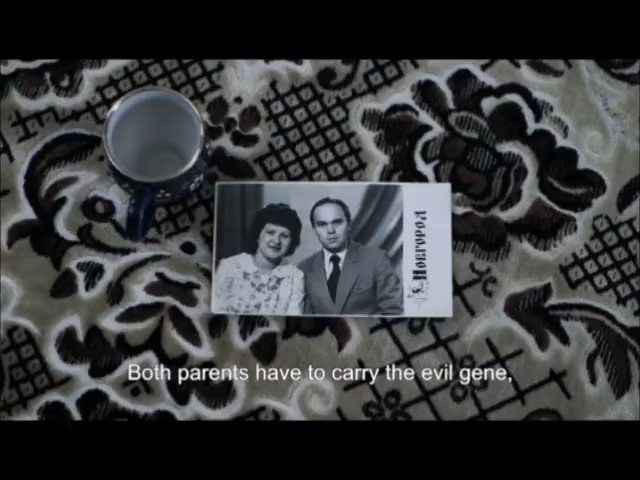 Новгород
Both parents have to carry the evil gene,